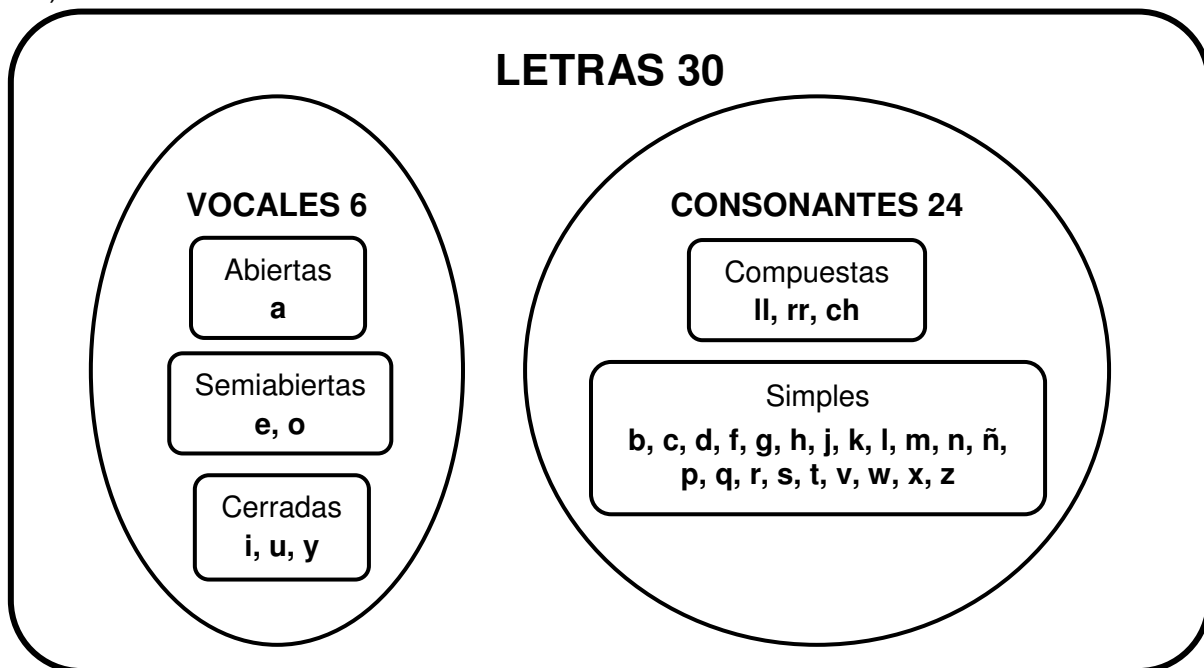 LETRAS 30
VOCALES 6
Abiertas
a
Semiabiertas
e, o
Cerradas
i, u, y
CONSONANTES 24
Compuestas
ll, rr, ch
Simples
b, c, d, f, g, h, j, k, l, m, n, ñ,
p, q, r, s, t, v, w, x, z